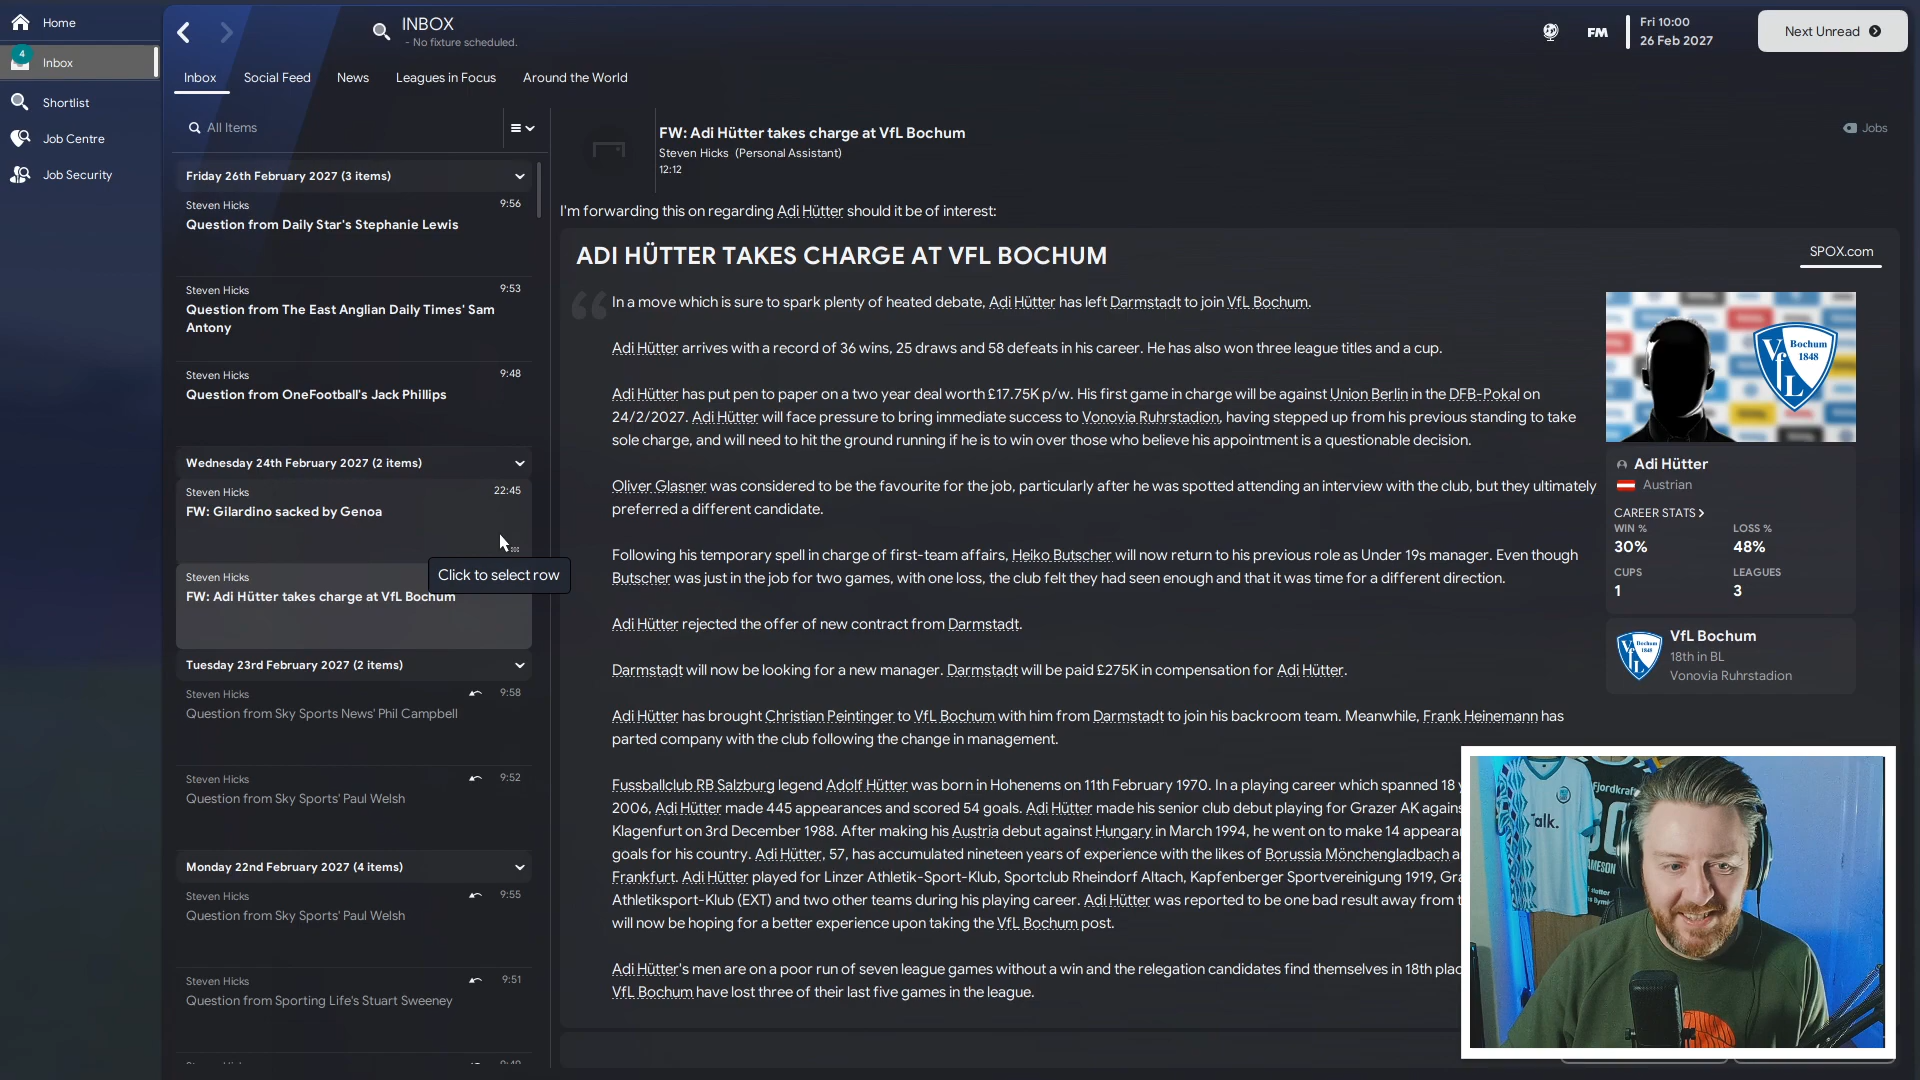 Home
4
Inbox
Shortlist
Job Centre
Job Security
INBOX
- No fixture scheduled.
FM
Fri 10:00
26 Feb 2027
Next Unread
Inbox
Social Feed
News
Leagues in Focus
Around the World
All Items
Friday 26th February 2027 (3 items)
Steven Hicks
9:56
Question from Daily Star's Stephanie Lewis
Steven Hicks
9:53
Question from The East Anglian Daily Times' Sam
Antony
Steven Hicks
9:48
Question from OneFootball's Jack Phillips
Wednesday 24th February 2027 (2 items)
Steven Hicks
22:45
FW: Gilardino sacked by Genoa
Click to select row
Steven Hicks
FW: Adi Hütter takes charge at VfL Bochum
Tuesday 23rd February 2027 (2 items)
Steven Hicks
9:58
Question from Sky Sports News' Phil Campbell
Steven Hicks
9:52
Question from Sky Sports' Paul Welsh
Monday 22nd February 2027 (4 items)
Steven Hicks
9:55
Question from Sky Sports' Paul Welsh
Steven Hicks
9:51
Question from Sporting Life's Stuart Sweeney
FW: Adi Hütter takes charge at VfL Bochum
Steven Hicks (Personal Assistant)
12:12
Jobs
I'm forwarding this on regarding Adi Hütter should it be of interest:
ADI HÜTTER TAKES CHARGE AT VFL BOCHUM
SPOX.com
In a move which is sure to spark plenty of heated debate, Adi Hütter has left Darmstadt to join VfL Bochum.
Adi Hütter arrives with a record of 36 wins, 25 draws and 58 defeats in his career. He has also won three league titles and a cup.
Adi Hütter has put pen to paper on a two year deal worth £17.75K p/w. His first game in charge will be against Union Berlin in the DFB-Pokal on
24/2/2027. Adi Hütter will face pressure to bring immediate success to Vonovia Ruhrstadion, having stepped up from his previous standing to take
sole charge, and will need to hit the ground running if he is to win over those who believe his appointment is a questionable decision.
Oliver Glasner was considered to be the favourite for the job, particularly after he was spotted attending an interview with the club, but they ultimately
preferred a different candidate.
Following his temporary spell in charge of first-team affairs, Heiko Butscher will now return to his previous role as Under 19s manager. Even though
Butscher was just in the job for two games, with one loss, the club felt they had seen enough and that it was time for a different direction.
Adi Hütter rejected the offer of new contract from Darmstadt.
Darmstadt will now be looking for a new manager. Darmstadt will be paid £275K in compensation for Adi Hütter.
Adi Hütter has brought Christian Peintinger to VfL Bochum with him from Darmstadt to join his backroom team. Meanwhile, Frank Heinemann has
parted company with the club following the change in management.
Fussballclub RB Salzburg legend Adolf Hütter was born in Hohenems on 11th February 1970. In a playing career which spanned 18
2006, Adi Hütter made 445 appearances and scored 54 goals. Adi Hütter made his senior club debut playing for Grazer AK
Klagenfurt on 3rd December 1988. After making his Austria debut against Hungary in March 1994, he went on to make 14
goals for his country. Adi Hütter, 57, has accumulated nineteen years of experience with the likes of Borussia Mönchengladbach
Frankfurt. Adi Hütter played for Linzer Athletik-Sport-Klub, Sportclub Rheindorf Altach, Kapfenberger Sportvereinigung 1919,
Athletiksport-Klub (EXT) and two other teams during his playing career. Adi Hütter was reported to be one bad result away from
will now be hoping for a better experience upon taking the VfL Bochum post.
Adi Hütter's men are on a poor run of seven league games without a win and the relegation candidates find themselves in 18th
VfL Bochum have lost three of their last five games in the league.
VfL Bochum 1848
Adi Hütter
Austrian
CAREER STATS
WIN %
LOSS %
30%
48%
CUPS
LEAGUES
1
3
VfL Bochum
18th in BL
Vonovia Ruhrstadion
Talk.
Fjordkraft
JAMESON